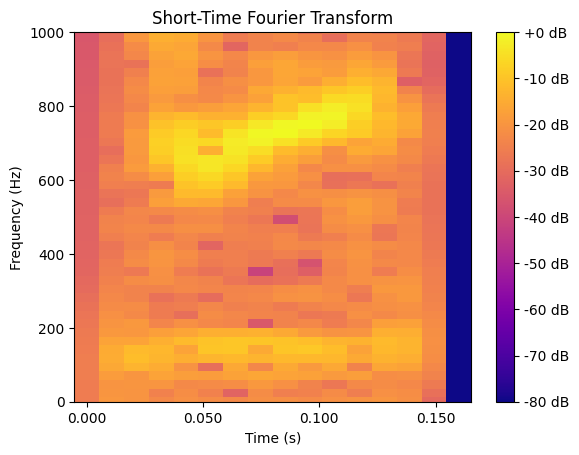 Short-Time Fourier Transform
1000
800
600
400
200
0
Frequency (Hz)
0.000
0.050
0.100
0.150
Time (s)
+0 dB
-10 dB
-20 dB
-30 dB
-40 dB
-50 dB
-60 dB
-70 dB
-80 dB